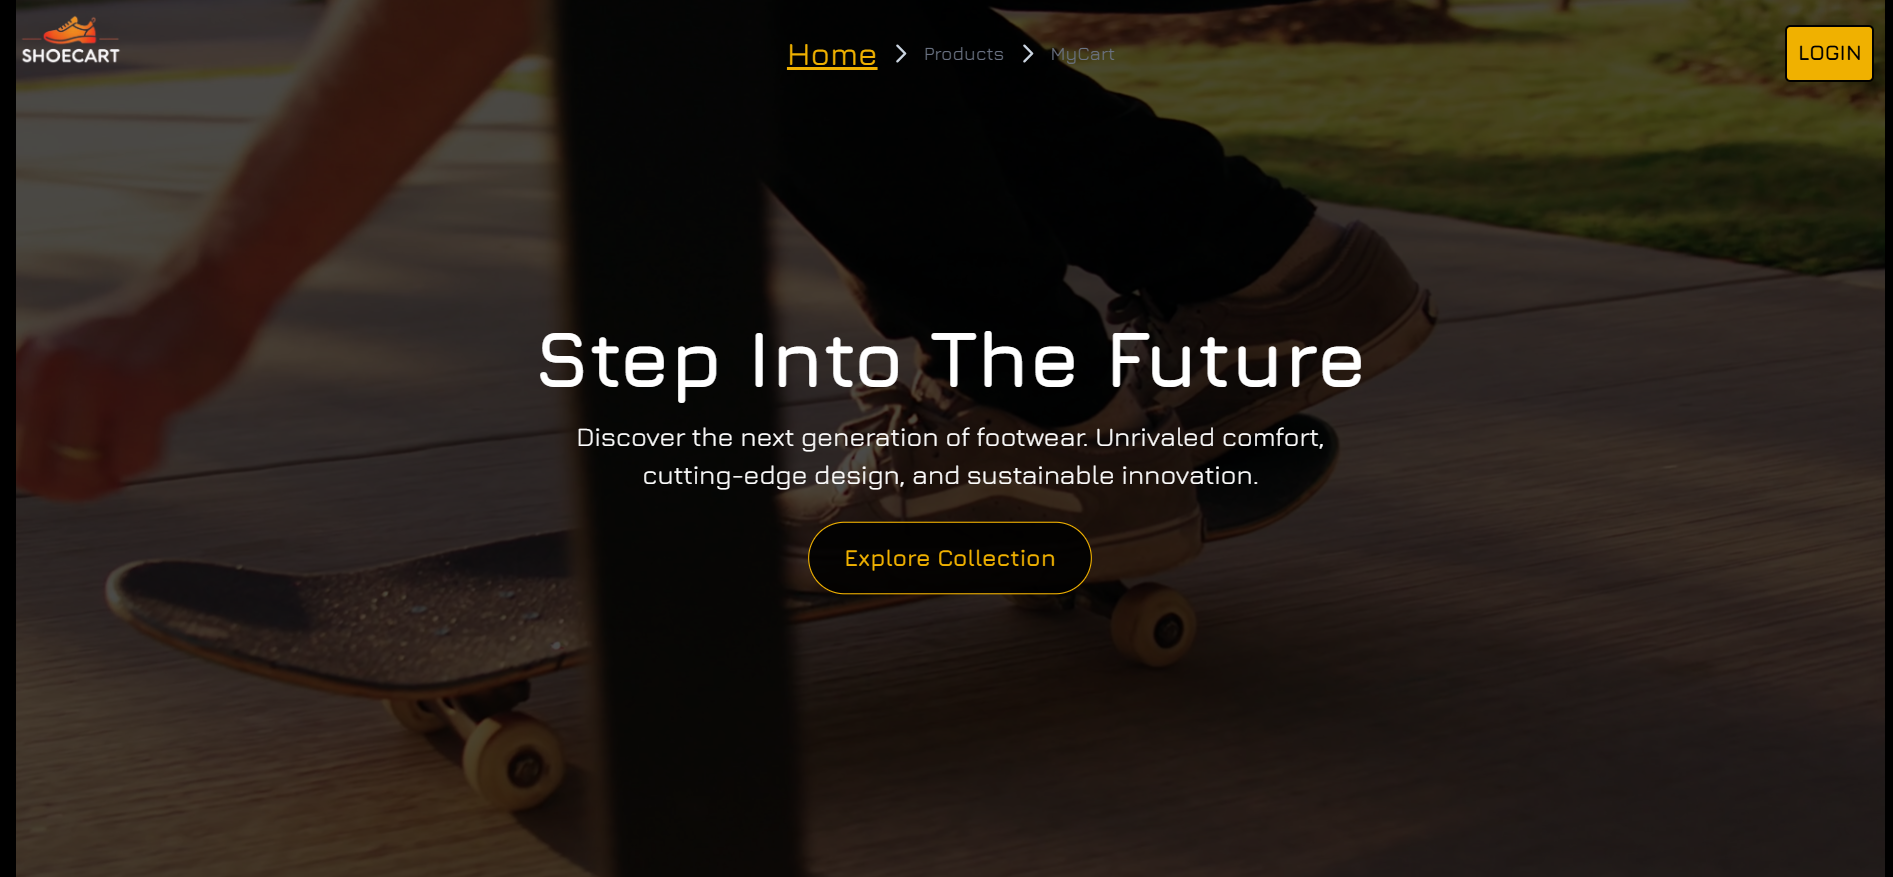 SHOECART
Home > Products > MyCart
LOGIN
Step Into The Future
Discover the next generation of footwear. Unrivaled comfort,
cutting-edge design, and sustainable innovation.
Explore Collection